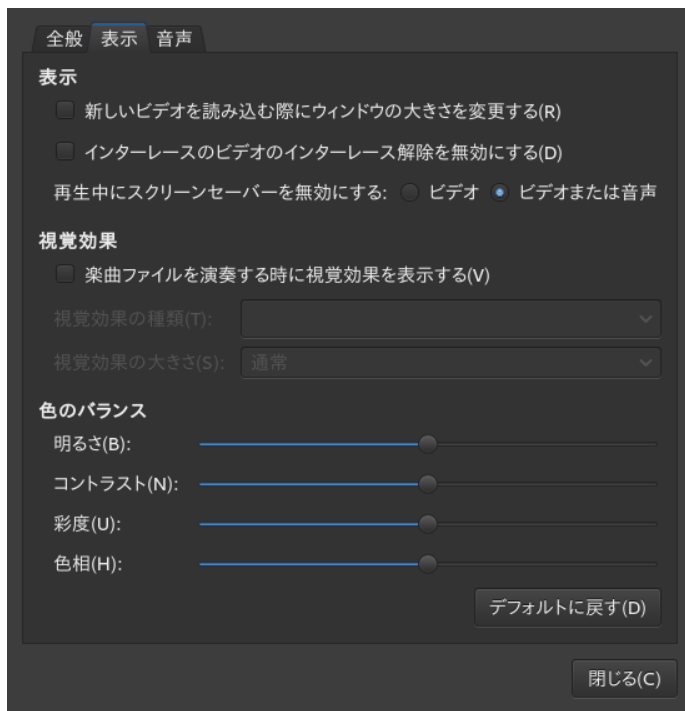 全般 表示 音声
表示
新しいビデオを読み込む際にウィンドウの大きさを変更する(R)
インターレースのビデオのインターレース解除を無効にする(D)
再生中にスクリーンセーバーを無効にする: ビデオ ビデオまたは音声
視覚効果
楽曲ファイルを演奏する時に視覚効果を表示する(V)
視覚効果の種類(T):
視覚効果の大きさ(S): 通常
色のバランス
明るさ(B):
コントラスト(N):
彩度(U):
色相(H):
デフォルトに戻す(D)
閉じる(C)